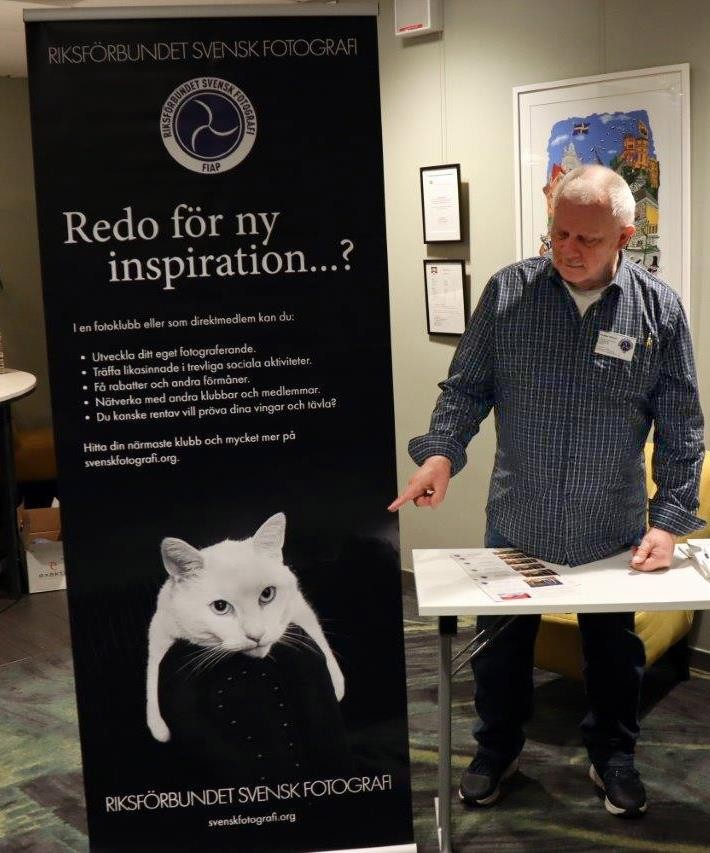 RIKSFÖRBUNDET SVENSK FOTOGRAFI
RIKSFÖRBUNDET SVENSK FOTOGRAFI
FIAP
Redo för ny
inspiration...?
I en fotoklubb eller som direktmedlem kan du:
• Utveckla ditt eget fotograferande.
• Träffa likasinnade i trevliga sociala aktiviteter.
• Få rabatter och andra förmåner.
• Nätverka med andra klubbar och medlemmar.
• Du kanske rentav vill pröva dina vingar och tävla?
Hitta din närmaste klubb och mycket mer på
svenskfotografi.org.
RIKSFÖRBUNDET SVENSK FOTOGRAFI
svenskfotografi.org